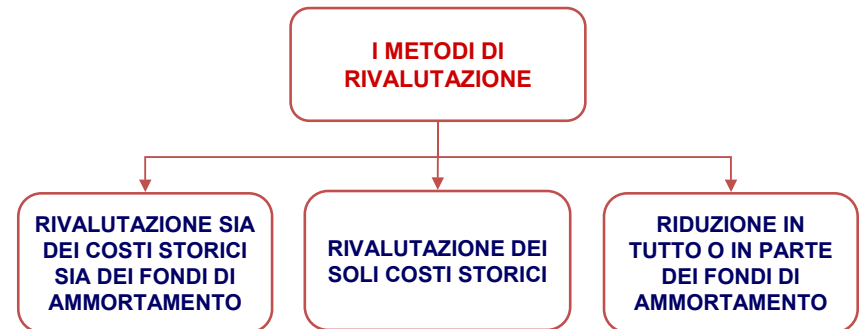 I METODI DI
RIVALUTAZIONE
RIVALUTAZIONE SIA
DEI COSTI STORICI
SIA DEI FONDI DI
AMMORTAMENTO
RIVALUTAZIONE DEI
SOLI COSTI STORICI
RIDUZIONE IN
TUTTO O IN PARTE
DEI FONDI DI
AMMORTAMENTO